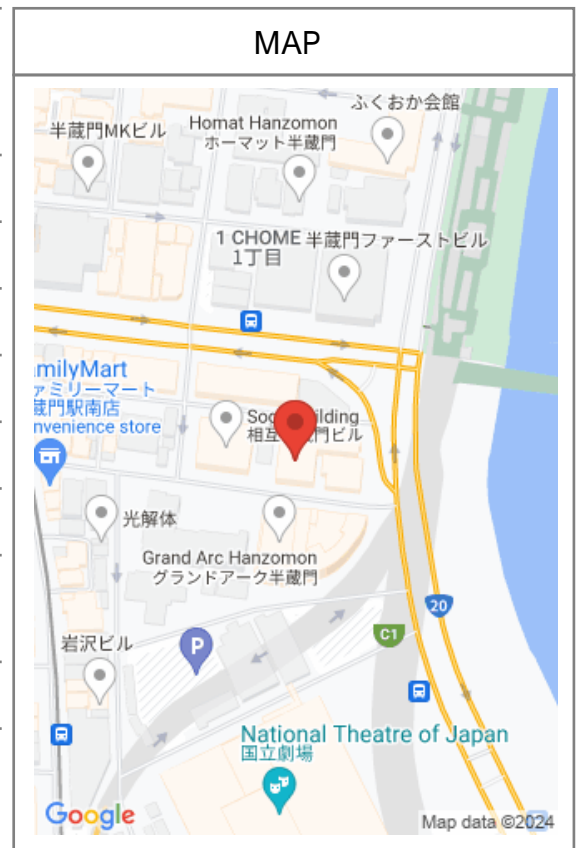 MAP
ふくおか会館
半蔵門MKビル
Homat Hanzomon
ホーマット半蔵門
1 CHOME
1丁目
半蔵門ファーストビル
milyMart
ァミリーマート
蔵門駅南店
nvenience store
相互
門ビル
光解体
Grand Arc Hanzomon
グランドアーク半蔵門
20
C1
岩沢ビル
P
National Theatre of Japan
国立劇場
Google
Map data ©2024